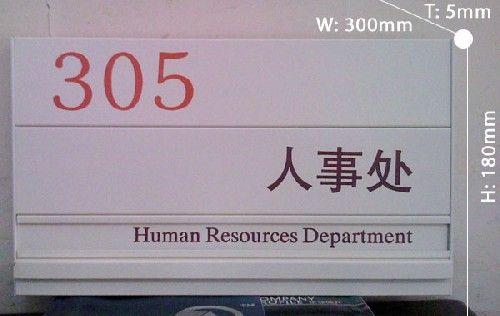 T: 5mm
W: 300mm
305
H: 180mm
人事处
Human Resources Department